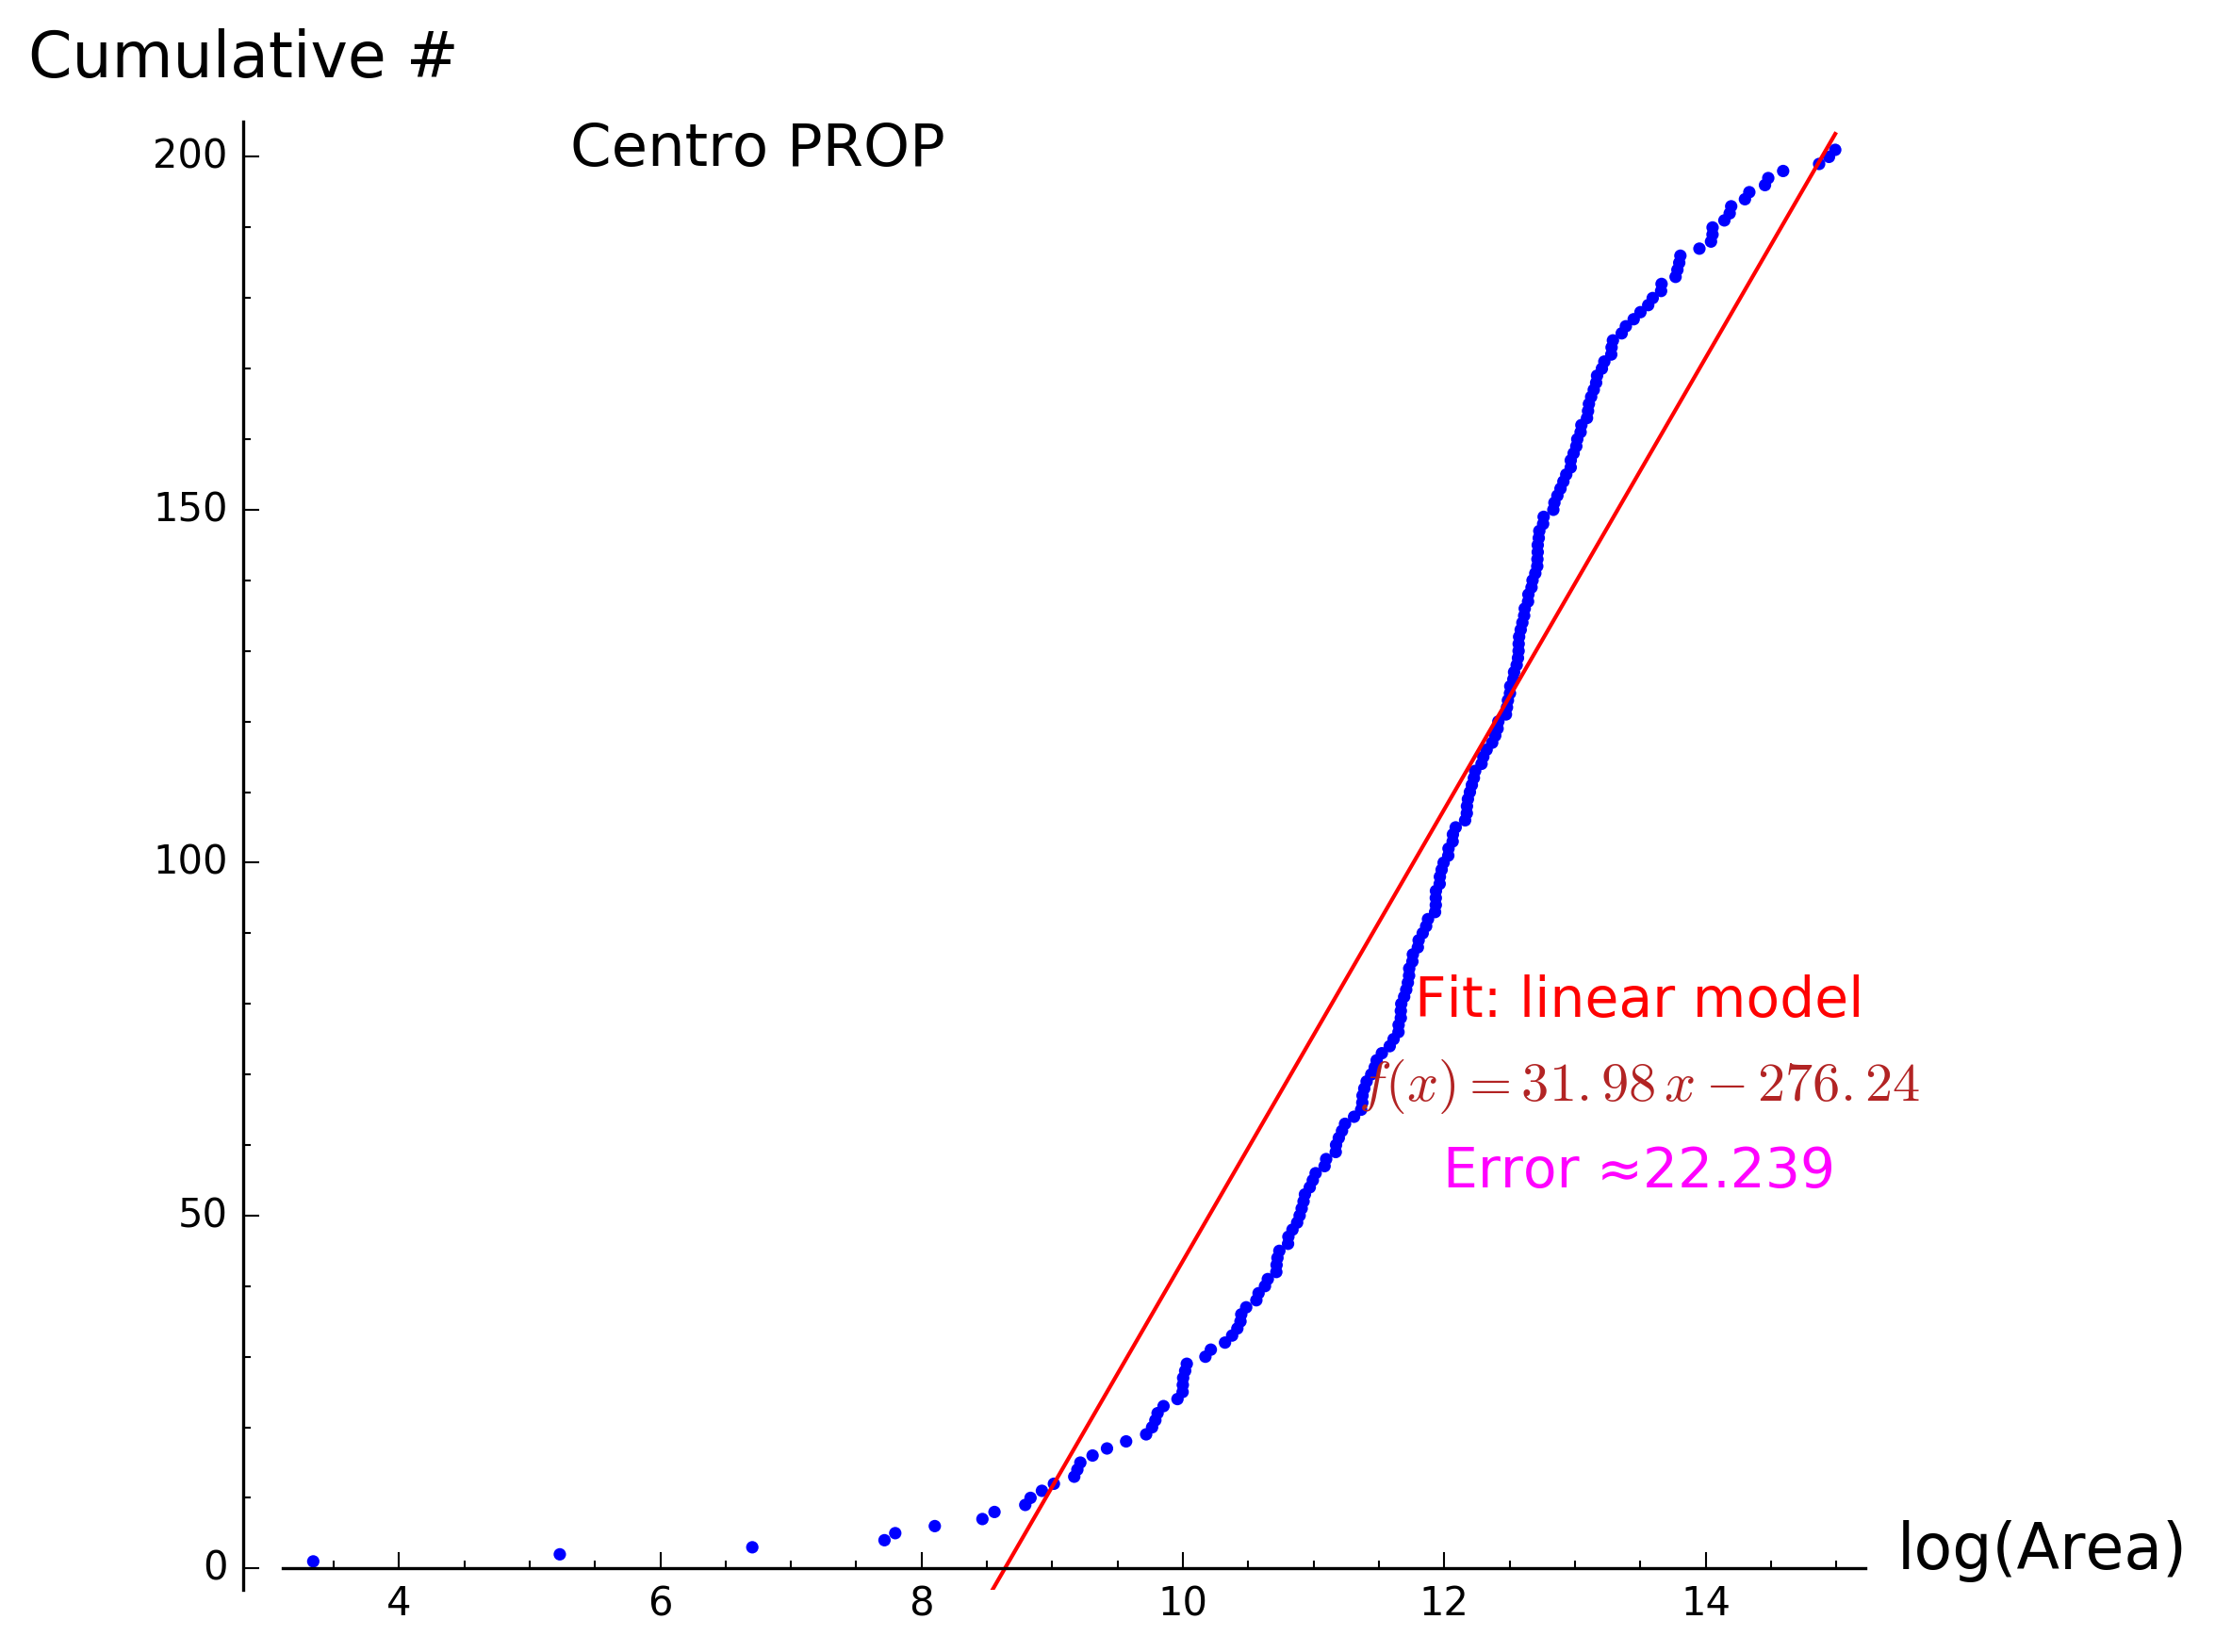 Cumulative #
Centro PROP
200
150
100
50
0
Fit: linear model
f(x) = 31.98 x − 276.24
Error ≈22.239
log(Area)
4 6 8 10 12 14